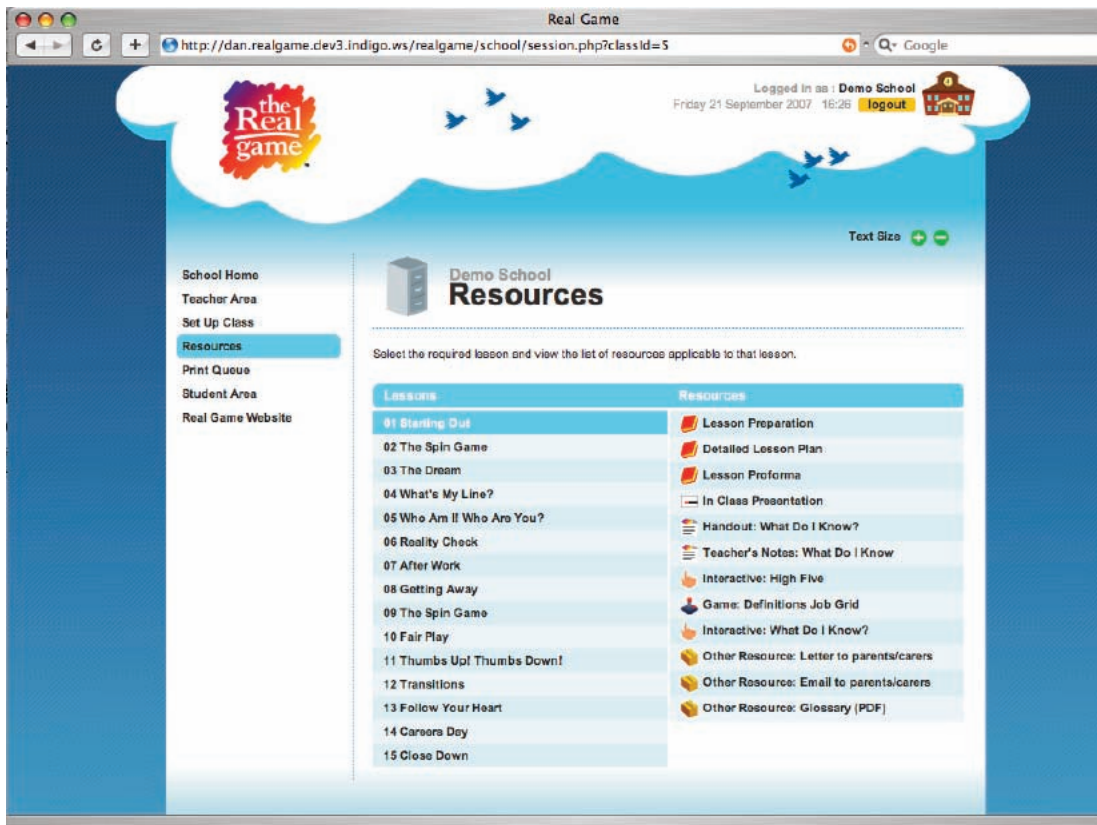 Real Game
http://dan.realgame.dev3.indigo.ws/realgame/school/session.php?classId=5
Google
the
Real
game
Logged in as : Demo School
Friday 21 September 2007 16:26 logout
Text Size
School Home
Teacher Area
Set Up Class
Resources
Print Queue
Student Area
Real Game Website
Demo School
Resources
Select the required lesson and view the list of resources applicable to that lesson.
Lessons
01 Starting Out
02 The Spin Game
03 The Dream
04 What's My Line?
05 Who Am I! Who Are You?
06 Reality Check
07 After Work
08 Getting Away
09 The Spin Game
10 Fair Play
11 Thumbs Up! Thumbs Down!
12 Transitions
13 Follow Your Heart
14 Careers Day
15 Close Down
Resources
Lesson Preparation
Detailed Lesson Plan
Lesson Proforma
In Class Presentation
Handout: What Do I Know?
Teacher's Notes: What Do I Know
Interactive: High Five
Game: Definitions Job Grid
Interactive: What Do I Know?
Other Resource: Letter to parents/carers
Other Resource: Email to parents/carers
Other Resource: Glossary (PDF)